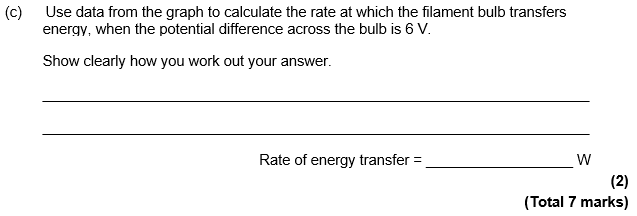 (c) Use data from the graph to calculate the rate at which the filament bulb transfers
energy, when the potential difference across the bulb is 6 V.
Show clearly how you work out your answer.
Rate of energy transfer = ____________________ W
(2)
(Total 7 marks)